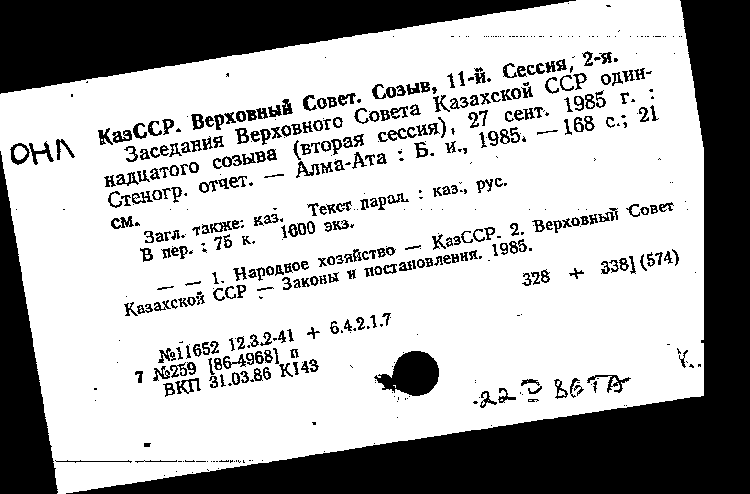 КазССР. Верховный Совет. Созыв, 11-й. Сессия, 2-я.
Заседания Верховного Совета Казахской ССР один-
ОНЛ
надцатого созыва (вторая сессия), 27 сент. 1985 г. :
Стеногр. отчет. — Алма-Ата : Б. и., 1985. — 168 с.; 21
см.
Загл. также: каз. Текст парал. : каз., рус.
В пер. : 75 к. 1000 экз.
— — 1. Народное хозяйство — КазССР. 2. Верховный Совет
Казахской ССР — Законы и постановления. 1985.
328 + 338](574)
№11652 12.3.2-41 + 6.4.2.1.7
7 №259 [86-4968] п
ВКП 31.03.86 К143